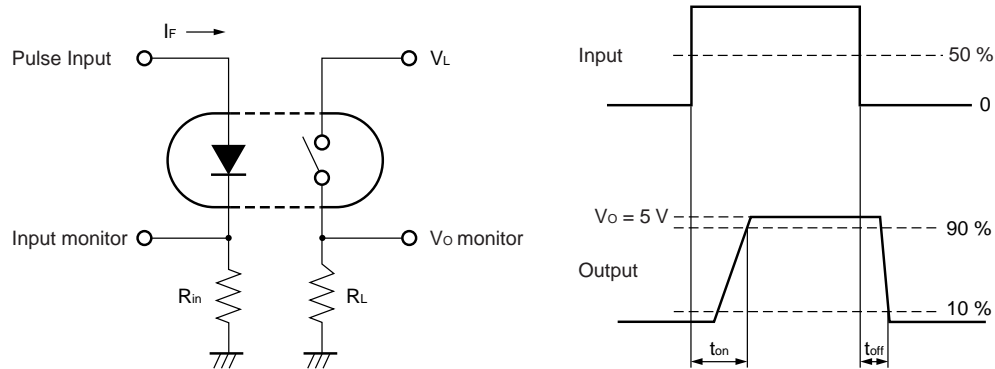 IF
Pulse Input
VL
Input monitor
VO monitor
Rin
RL
Input
50 %
0
VO = 5 V
90 %
Output
10 %
ton
toff